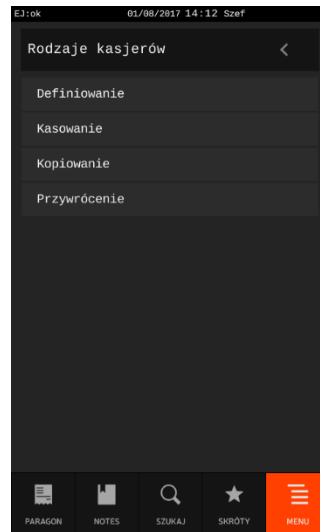 EJ:ok 01/08/2017 14:12 Szef
Rodzaje kasjerów
Definiowanie
Kasowanie
Kopiowanie
Przywrócenie
PARAGON NOTES SZUKAJ SKRÓTY MENU